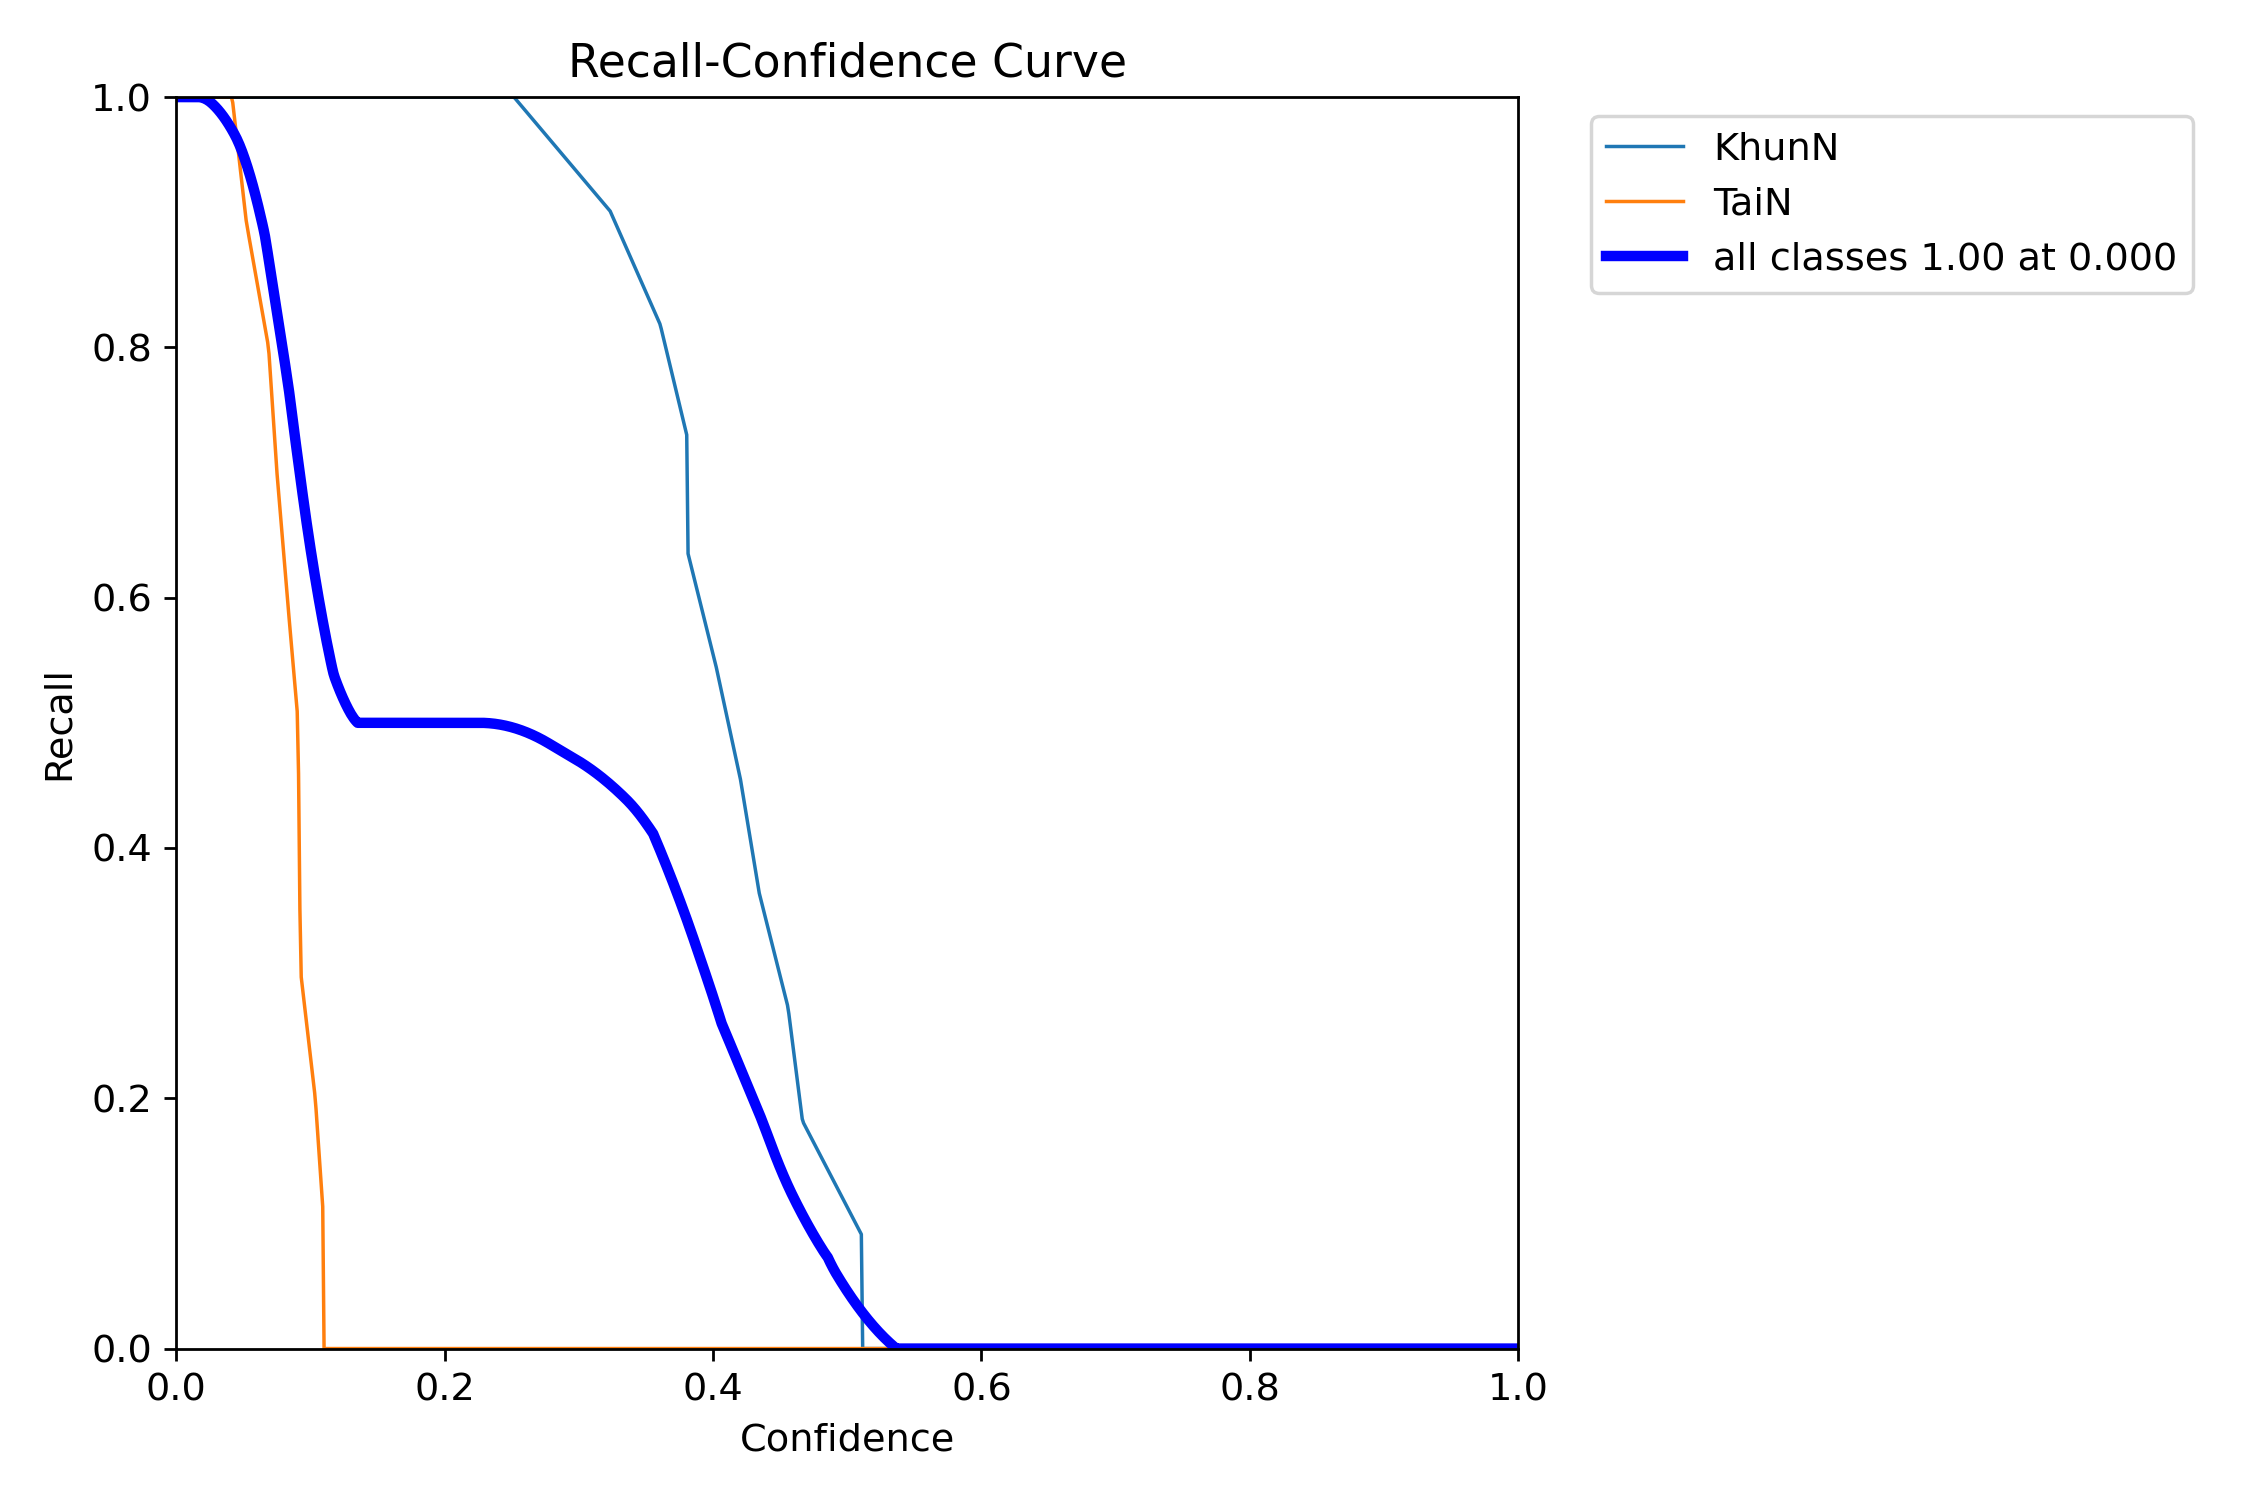 Recall-Confidence Curve
KhunN
TaiN
all classes 1.00 at 0.000
Recall
1.0
0.8
0.6
0.4
0.2
0.0
0.0 0.2 0.4 0.6 0.8 1.0
Confidence